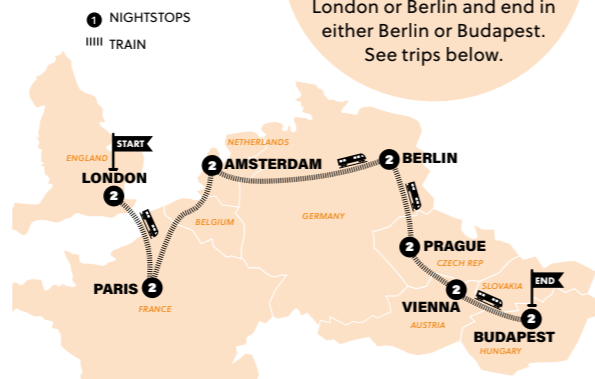 London or Berlin and end in
either Berlin or Budapest.
See trips below.
1 NIGHTSTOPS
TRAIN
START
ENGLAND
LONDON
2
NETHERLANDS
2 AMSTERDAM
2 BERLIN
BELGIUM
GERMANY
2 PRAGUE
CZECH REP
PARIS 2
FRANCE
SLOVAKIA
END
2
VIENNA
AUSTRIA
2
BUDAPEST
HUNGARY